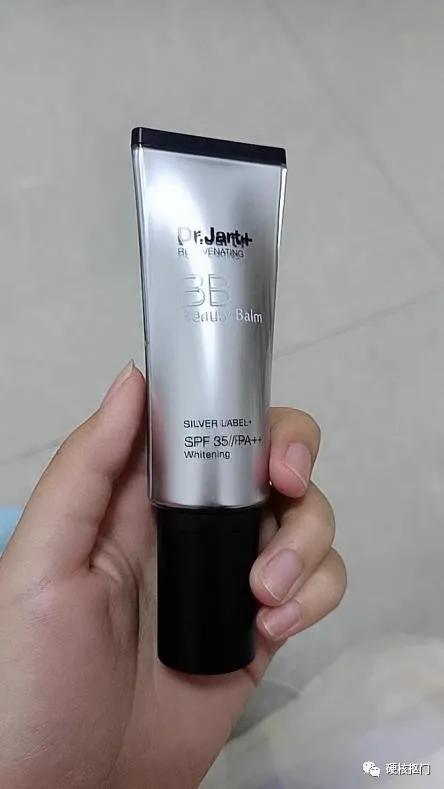 Dr.Jart+
REJUVENATING
BB
Beauty Balm
SILVER LABEL+
SPF 35//PA++
Whitening
硬核抠门